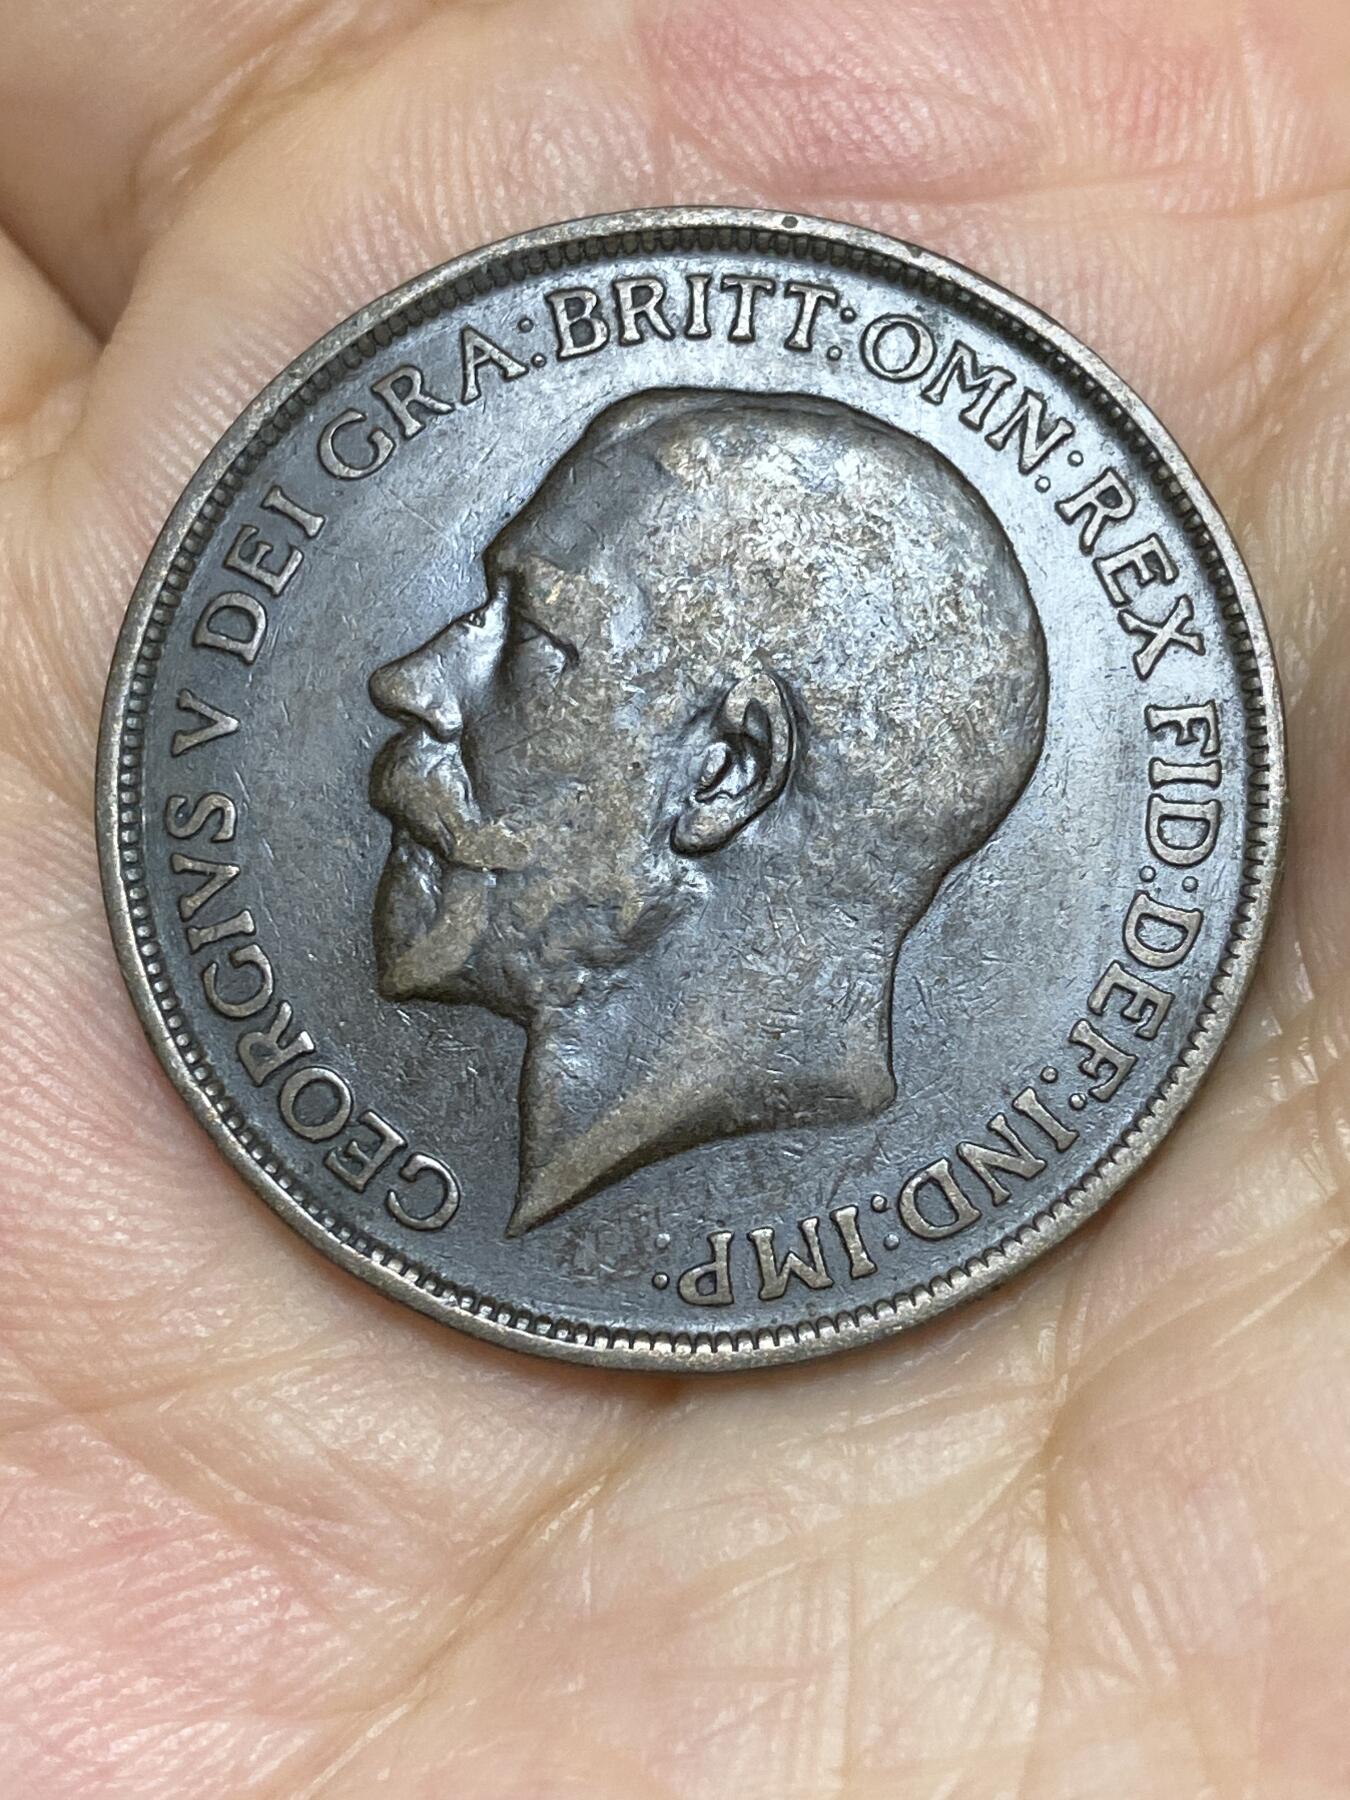 GEORGIVS V DEI GRA:BRITT:OMN:REX FID:DEF:IND:IMP: